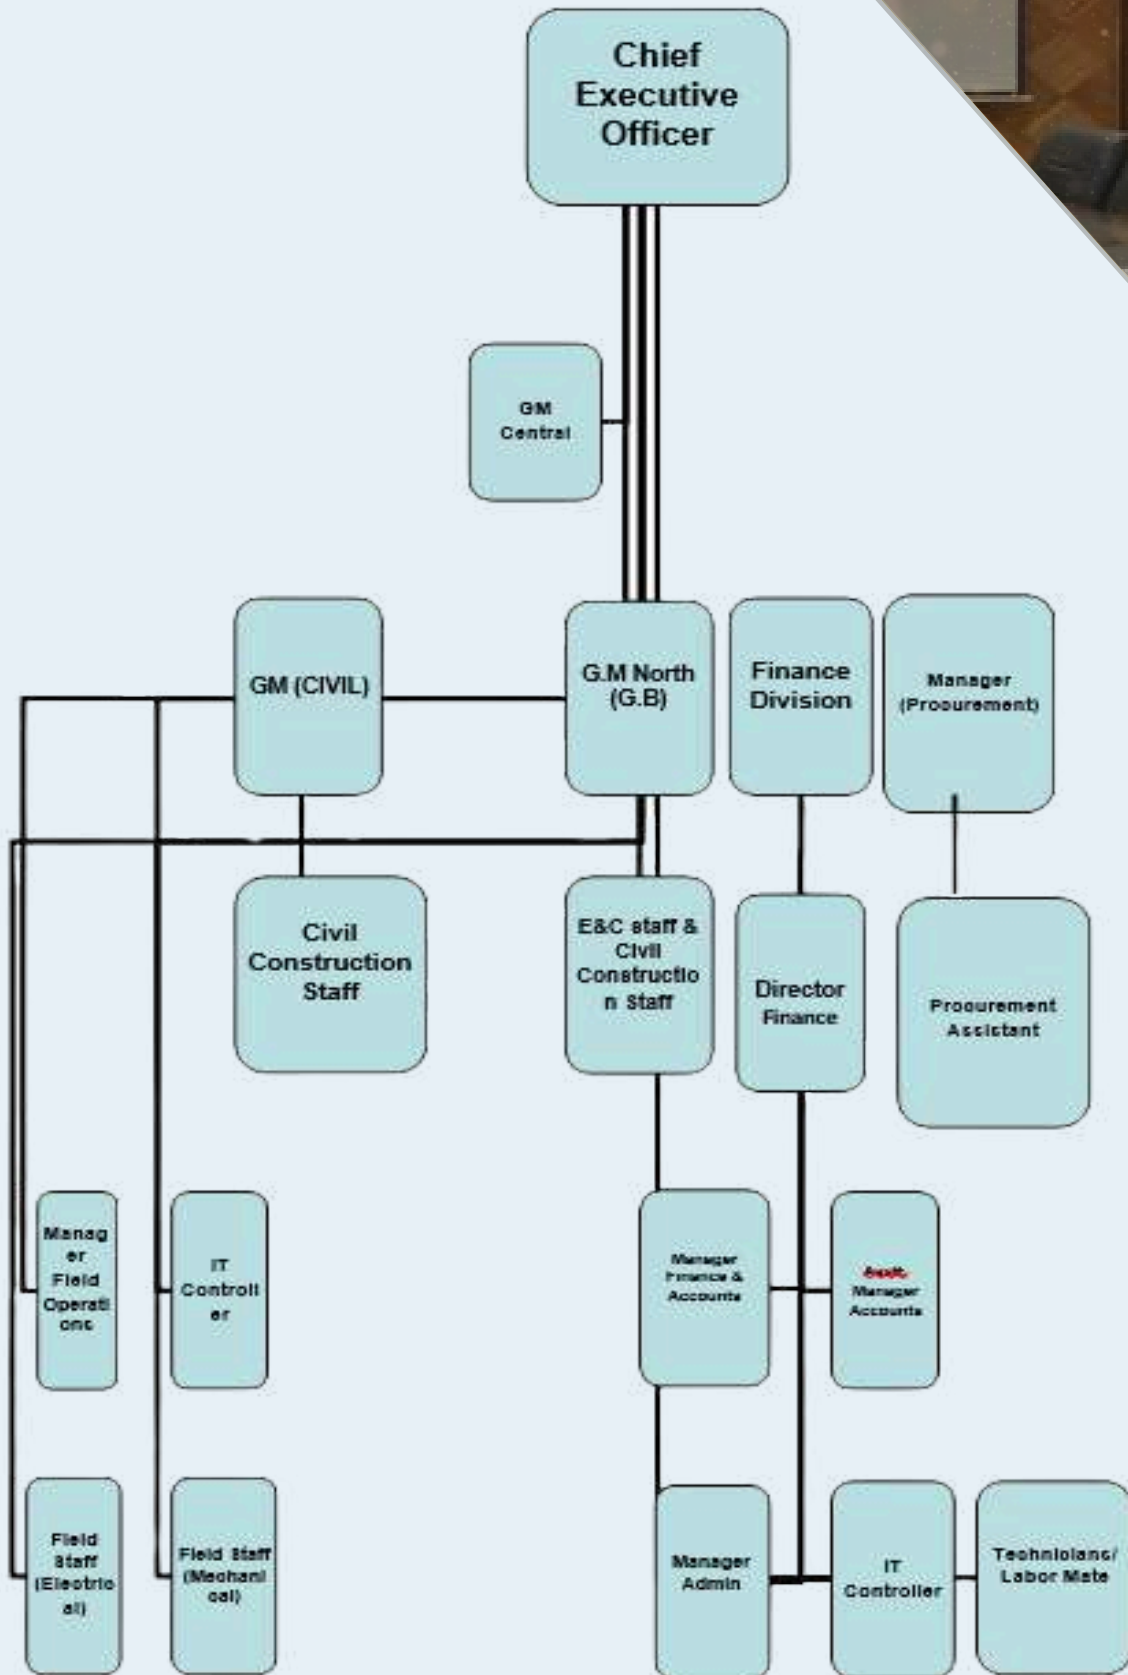 Chief
Executive
Officer
GM
Central
GM (CIVIL)
G.M North
(G.B)
Finance
Division
Manager
(Procurement)
Civil
Construction
Staff
E&C staff &
Civil
Constructio
n Staff
Director
Finance
Procurement
Assistant
Manag
er
Field
Operati
ons
IT
Controll
er
Manager
Finance &
Accounts
Audit,
Manager
Accounts
Field
Staff
(Electric
al)
Field Staff
(Mechani
cal)
Manager
Admin
IT
Controller
Technicians/
Labor Mate